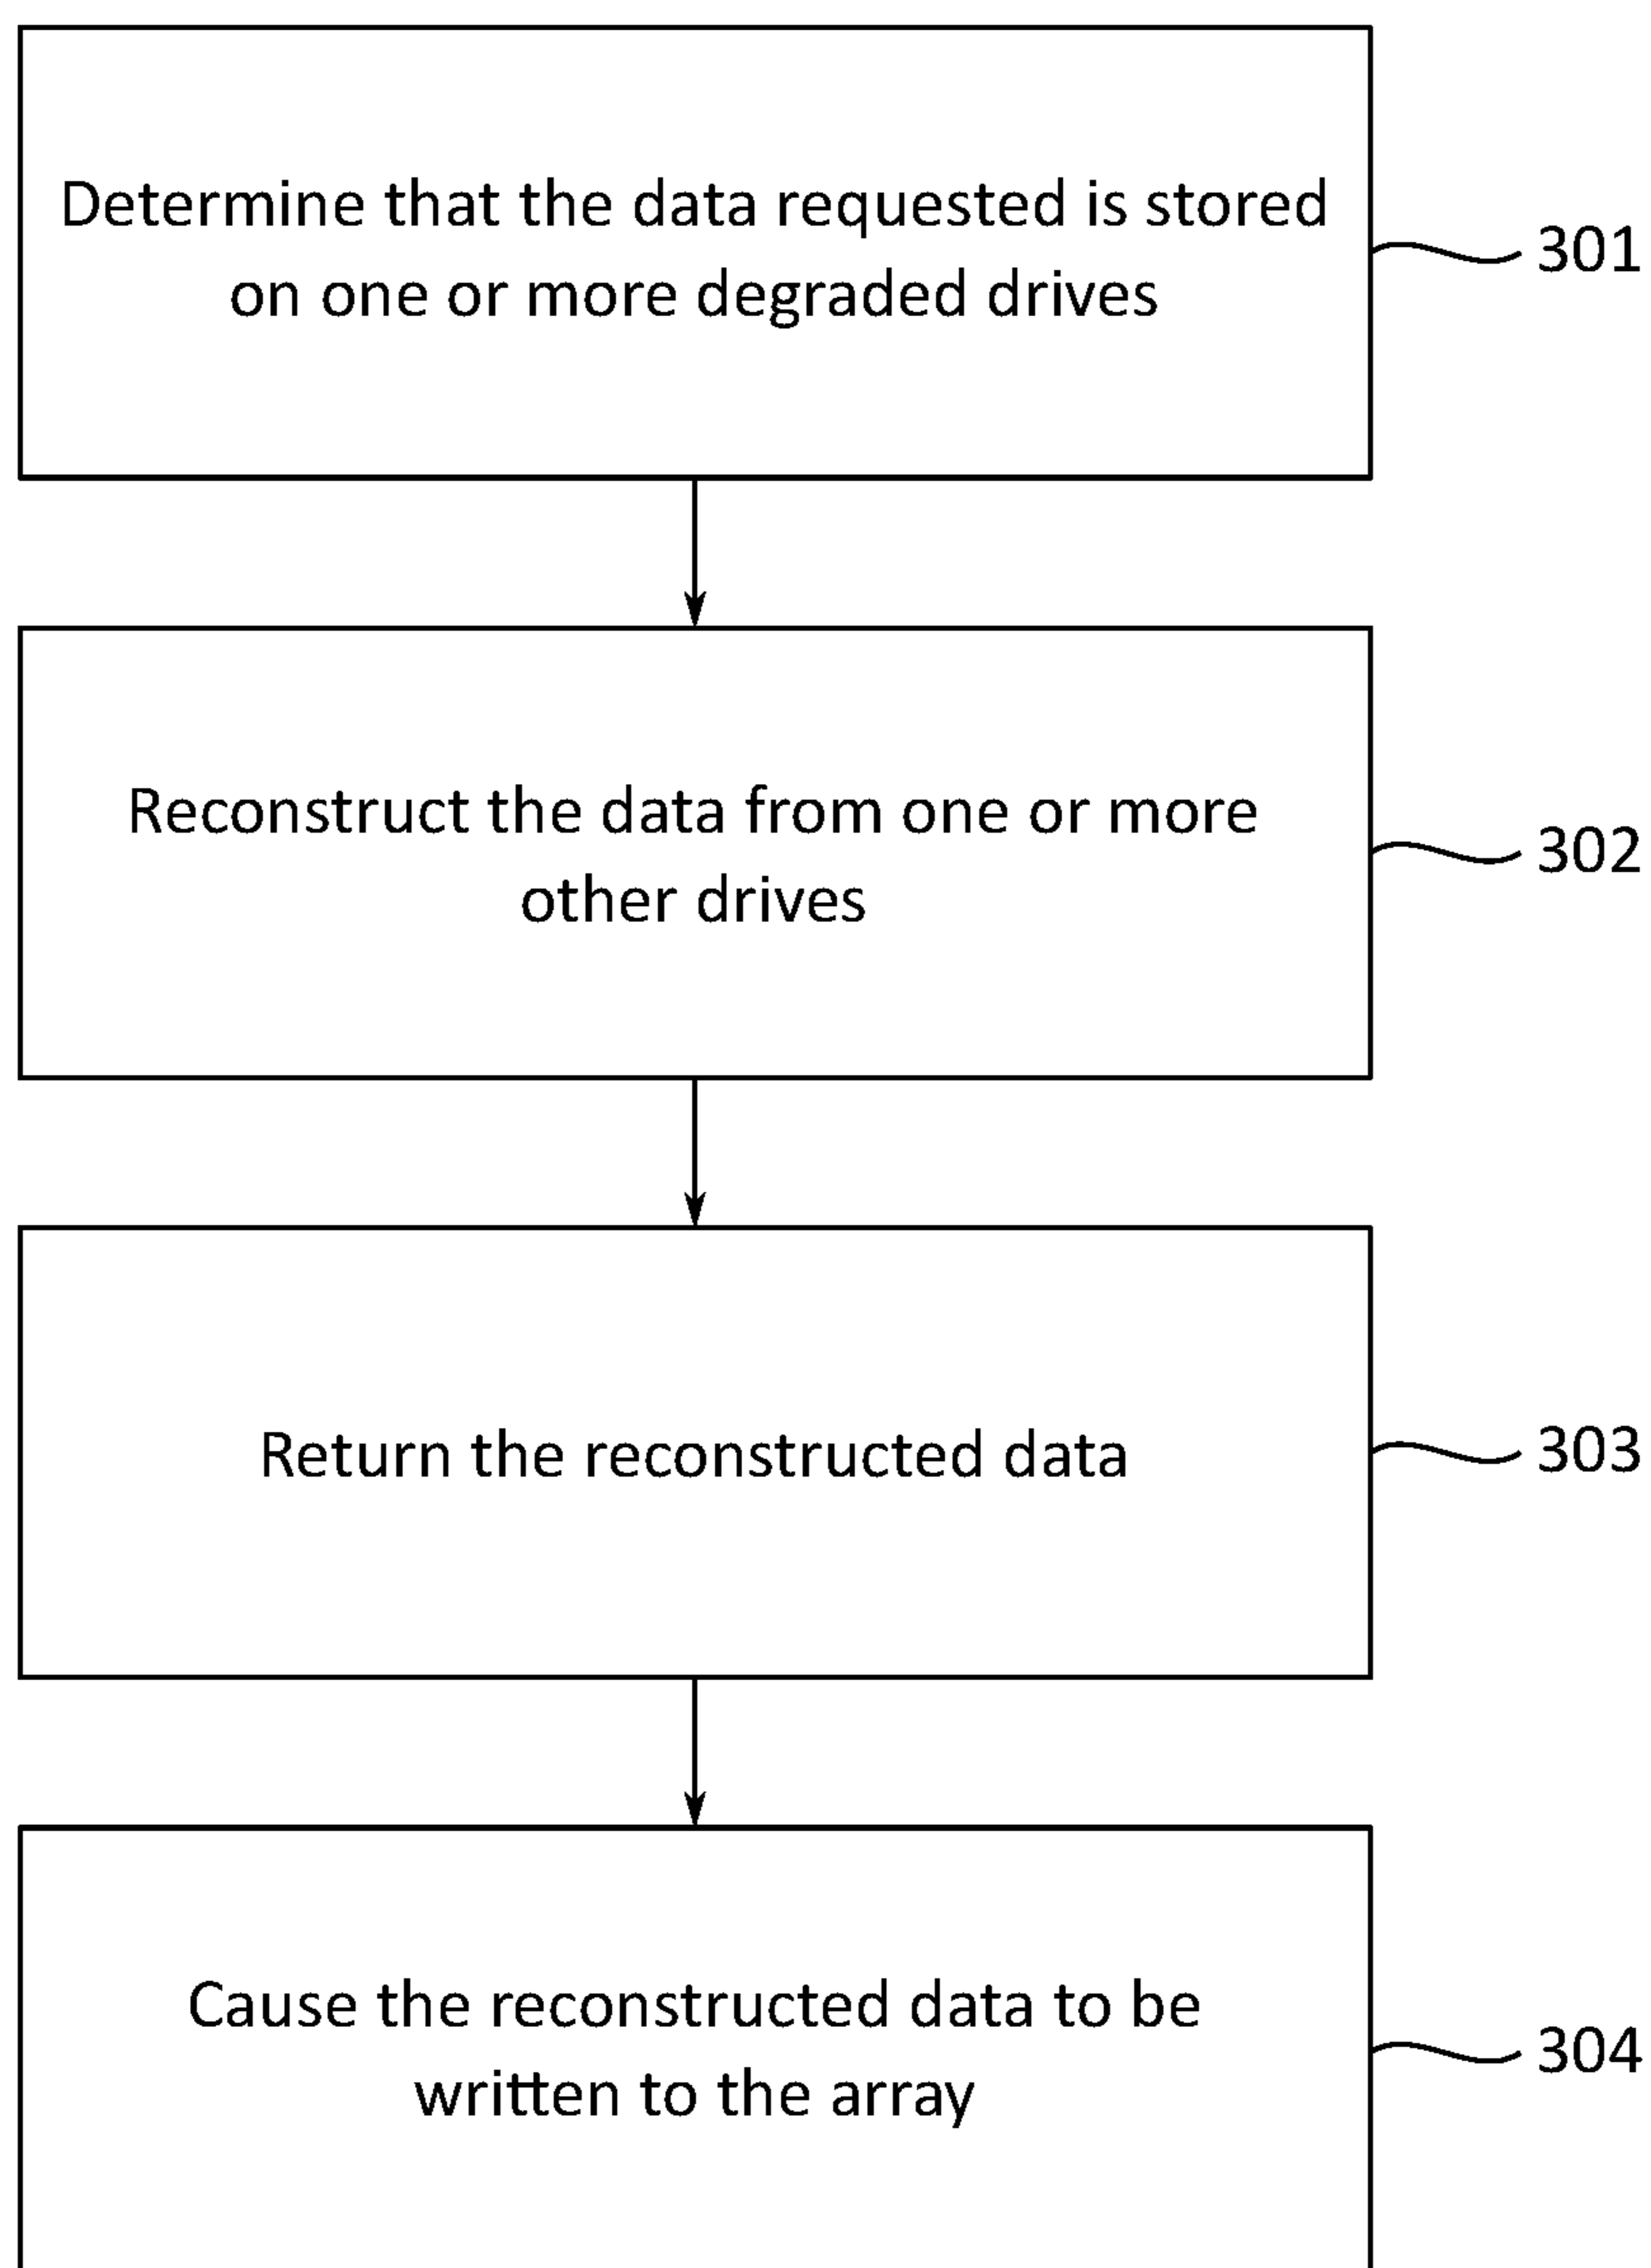 Determine that the data requested is stored
on one or more degraded drives
301
Reconstruct the data from one or more
other drives
302
Return the reconstructed data
303
Cause the reconstructed data to be
written to the array
304